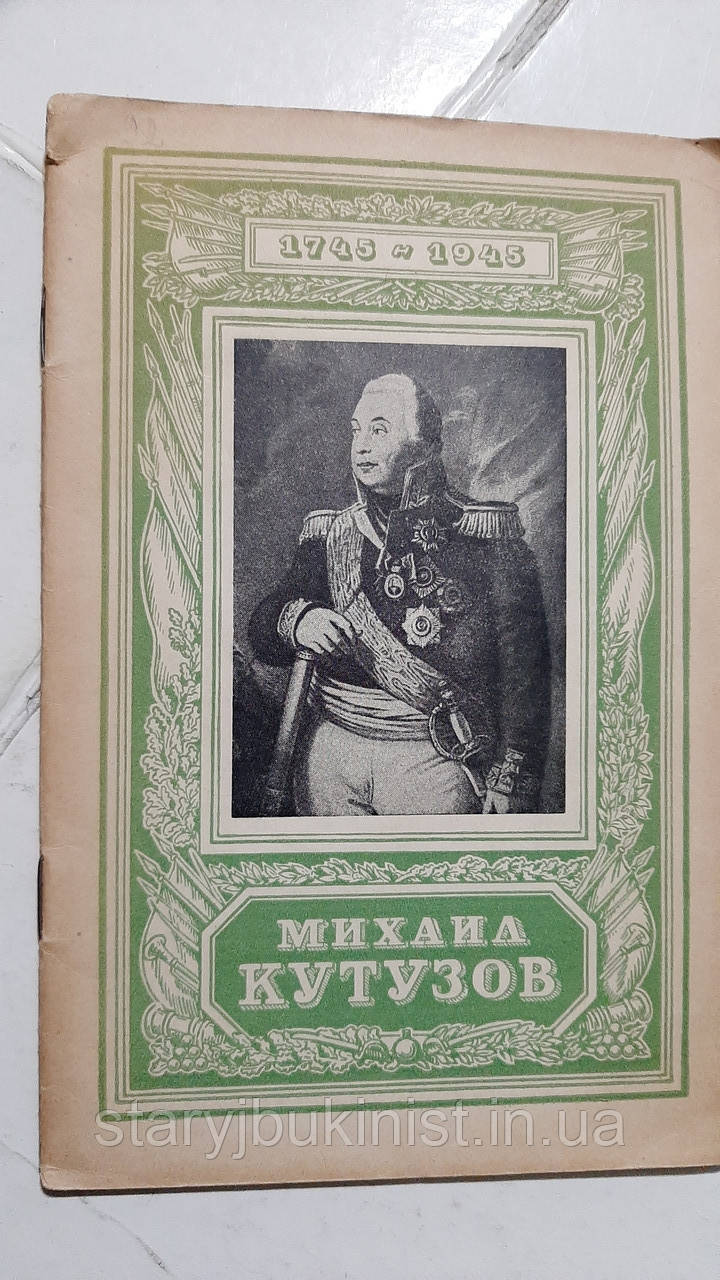 1745 ~ 1945
МИХАИЛ
КУТУЗОВ
staryjbukinist.in.ua